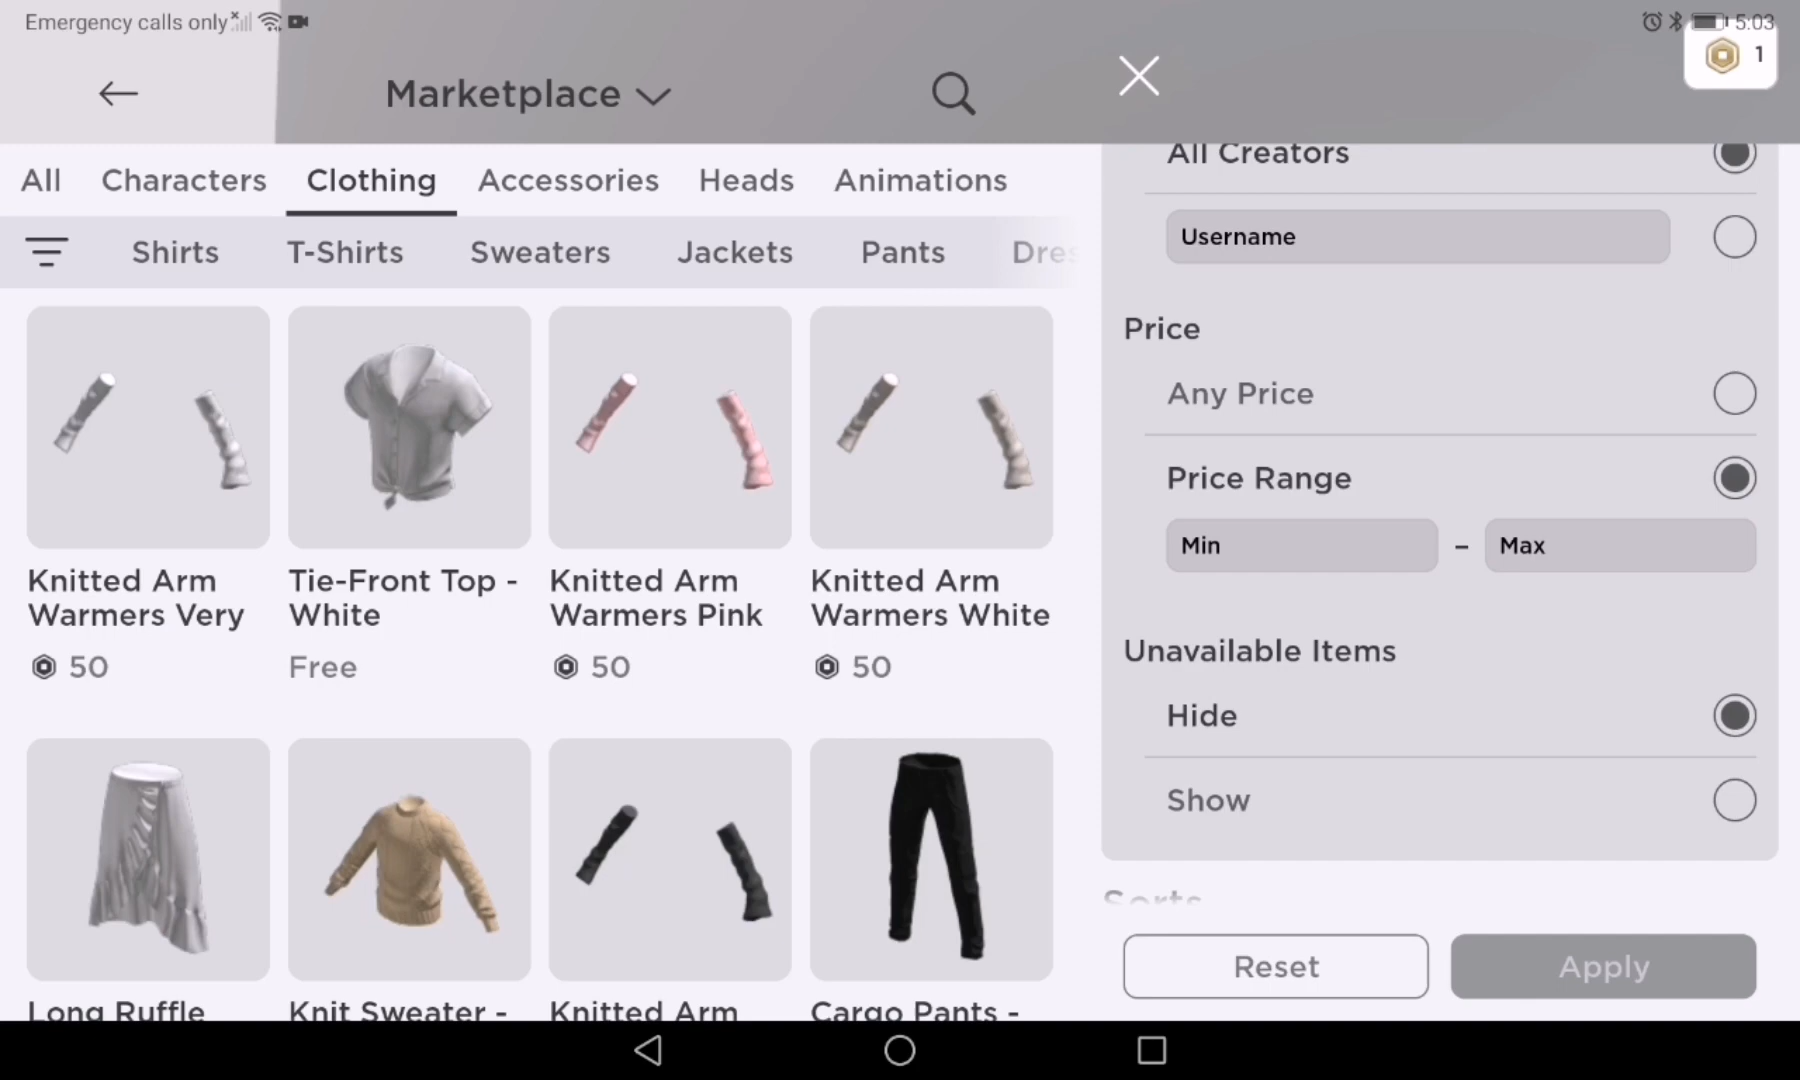 Emergency calls only
5:03
Marketplace
1
All Characters Clothing Accessories Heads Animations
Shirts T-Shirts Sweaters Jackets Pants Dres
Knitted Arm
Warmers Very
50
Tie-Front Top -
White
Free
Knitted Arm
Warmers Pink
50
Knitted Arm
Warmers White
50
Long Ruffle
Knit Sweater -
Knitted Arm
Cargo Pants -
All Creators
Username
Price
Any Price
Price Range
Min – Max
Unavailable Items
Hide
Show
Sorts
Reset Apply